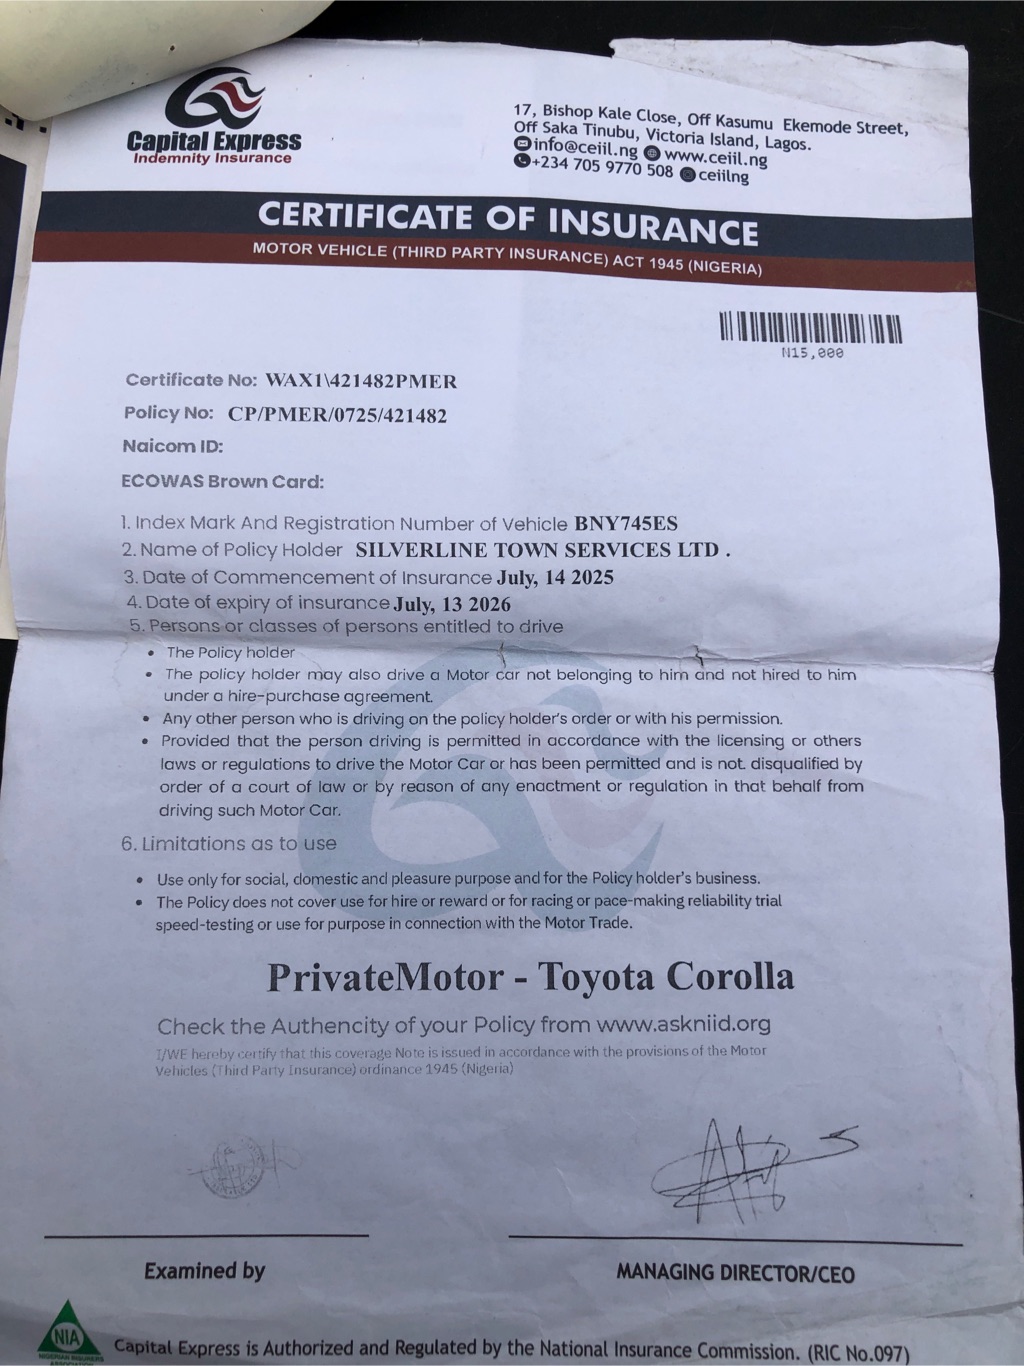 Capital Express
Indemnity Insurance
17, Bishop Kale Close, Off Kasumu Ekemode Street,
Off Saka Tinubu, Victoria Island, Lagos.
info@ceiil.ng www.ceiil.ng
+234 705 9770 508 ceiilng
CERTIFICATE OF INSURANCE
MOTOR VEHICLE (THIRD PARTY INSURANCE) ACT 1945 (NIGERIA)
N15,000
Certificate No: WAX1\421482PMER
Policy No: CP/PMER/0725/421482
Naicom ID:
ECOWAS Brown Card:
1. Index Mark And Registration Number of Vehicle BNY745ES
2. Name of Policy Holder SILVERLINE TOWN SERVICES LTD .
3. Date of Commencement of Insurance July, 14 2025
4. Date of expiry of insurance July, 13 2026
5. Persons or classes of persons entitled to drive
• The Policy holder
• The policy holder may also drive a Motor car not belonging to him and not hired to him
under a hire-purchase agreement.
• Any other person who is driving on the policy holder's order or with his permission.
• Provided that the person driving is permitted in accordance with the licensing or others
laws or regulations to drive the Motor Car or has been permitted and is not. disqualified by
order of a court of law or by reason of any enactment or regulation in that behalf from
driving such Motor Car.
6. Limitations as to use
• Use only for social, domestic and pleasure purpose and for the Policy holder's business.
• The Policy does not cover use for hire or reward or for racing or pace-making reliability trial
speed-testing or use for purpose in connection with the Motor Trade.
PrivateMotor - Toyota Corolla
Check the Authencity of your Policy from www.askniid.org
I/WE hereby certify that this coverage Note is issued in accordance with the provisions of the Motor
Vehicles (Third Party Insurance) ordinance 1945 (Nigeria)
Examined by
MANAGING DIRECTOR/CEO
NIA
NIGERIAN INSURERS
ASSOCIATION
Capital Express is Authorized and Regulated by the National Insurance Commission. (RIC No.097)